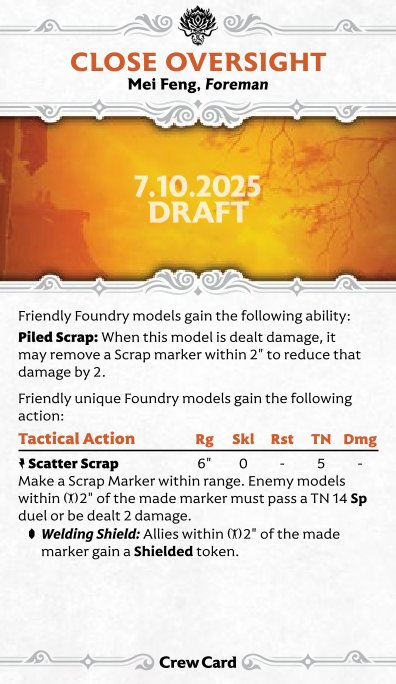 CLOSE OVERSIGHT
Mei Feng, Foreman
7.10.2025
DRAFT
Friendly Foundry models gain the following ability:
Piled Scrap: When this model is dealt damage, it
may remove a Scrap marker within 2" to reduce that
damage by 2.
Friendly unique Foundry models gain the following
action:
Tactical Action Rg Skl Rst TN Dmg
Scatter Scrap 6" 0 - 5 -
Make a Scrap Marker within range. Enemy models
within 2" of the made marker must pass a TN 14 Sp
duel or be dealt 2 damage.
Welding Shield: Allies within 2" of the made
marker gain a Shielded token.
Crew Card